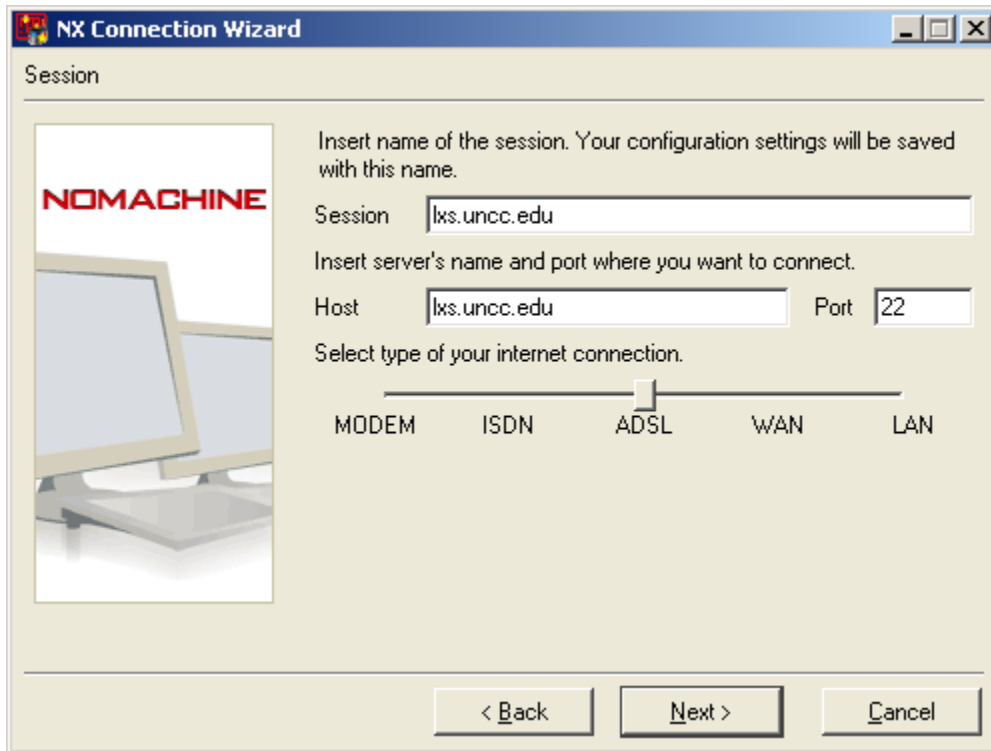 NX Connection Wizard
Session
NOMACHINE
Insert name of the session. Your configuration settings will be saved
with this name.
Session lxs.uncc.edu
Insert server's name and port where you want to connect.
Host lxs.uncc.edu Port 22
Select type of your internet connection.
MODEM ISDN ADSL WAN LAN
< Back Next > Cancel